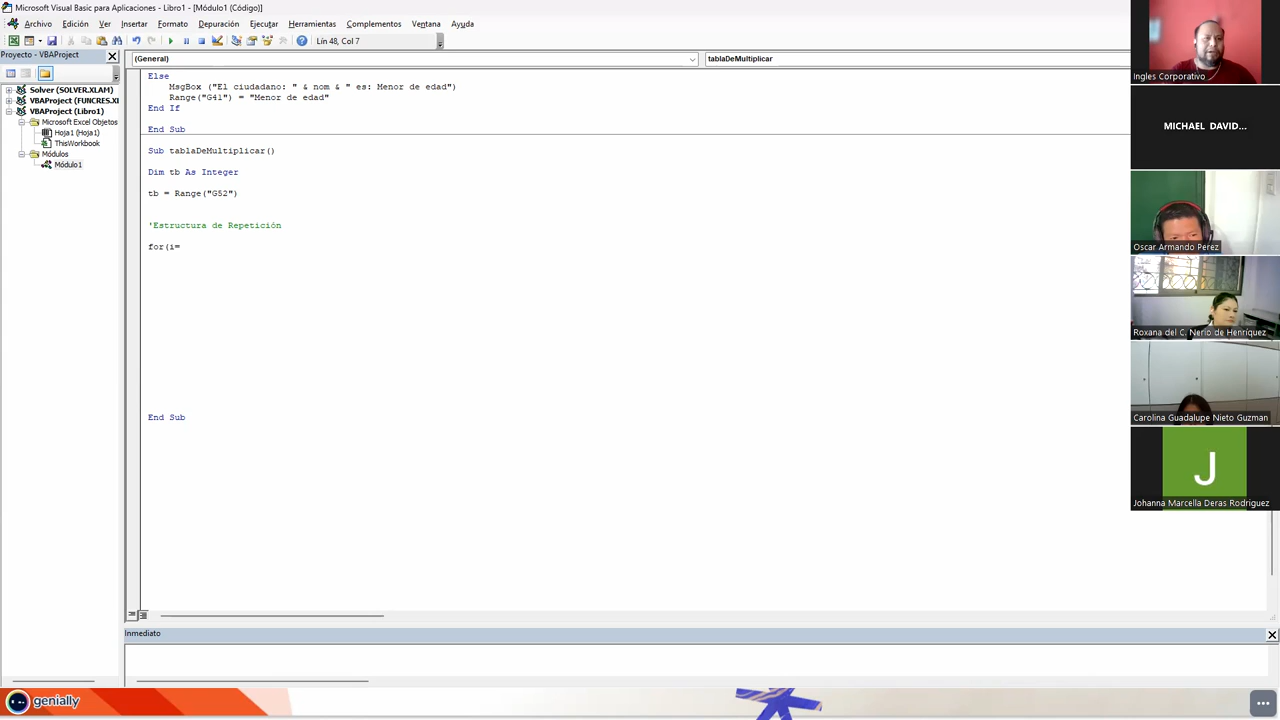 Microsoft Visual Basic para Aplicaciones - Libro1 - [Módulo1 (Código)]
Archivo Edición Ver Insertar Formato Depuración Ejecutar Herramientas Complementos Ventana Ayuda
Lín 48, Col 7
Proyecto - VBAProject
Solver (SOLVER.XLAM)
VBAProject (FUNCRES.XL
VBAProject (Libro1)
Microsoft Excel Objetos
Hoja1 (Hoja1)
ThisWorkbook
Módulos
Módulo1
(General)
tablaDeMultiplicar
Else
MsgBox ("El ciudadano: " & nom & " es: Menor de edad")
Range("G41") = "Menor de edad"
End If
End Sub
Sub tablaDeMultiplicar()
Dim tb As Integer
tb = Range("G52")
'Estructura de Repetición
for(i=
End Sub
Inmediato
genially
Ingles Corporativo
MICHAEL DAVID...
Oscar Armando Perez
Roxana del C. Nerio de Henríquez
Carolina Guadalupe Nieto Guzman
J
Johanna Marcella Deras Rodriguez